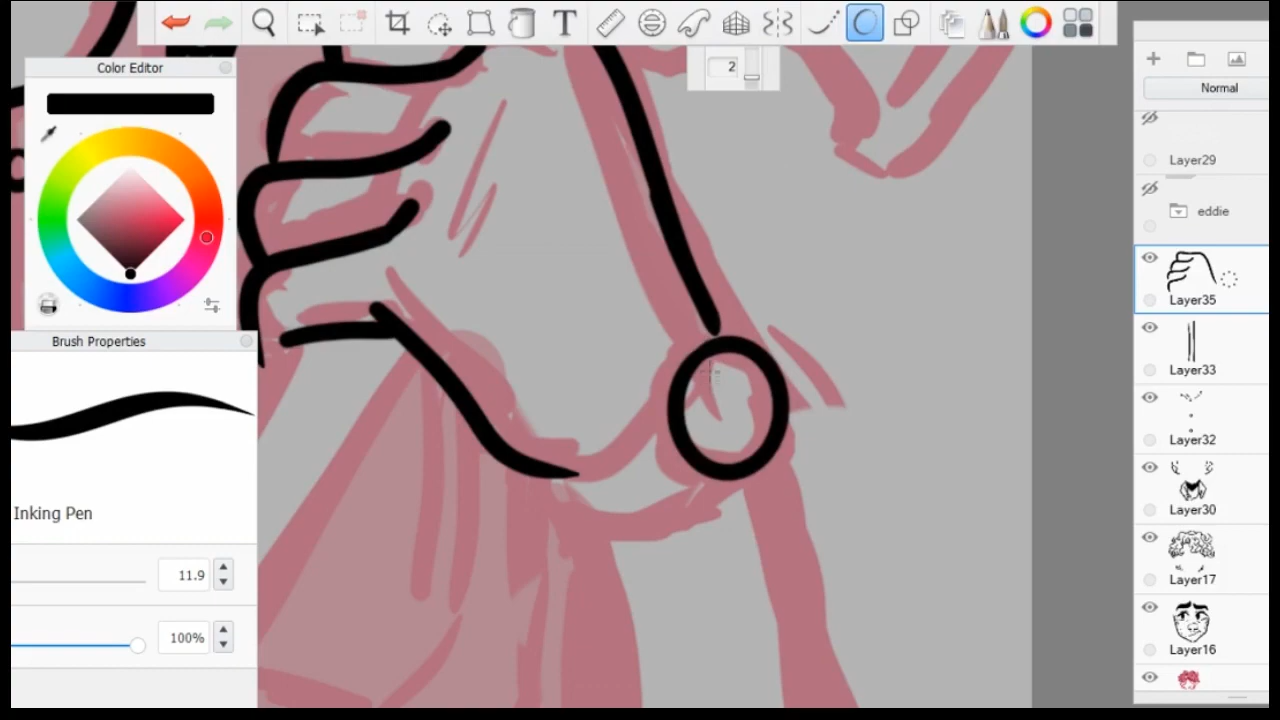 Color Editor
2
Normal
Layer29
eddie
Layer35
Layer33
Brush Properties
Layer32
Inking Pen
Layer30
11.9
Layer17
100%
Layer16